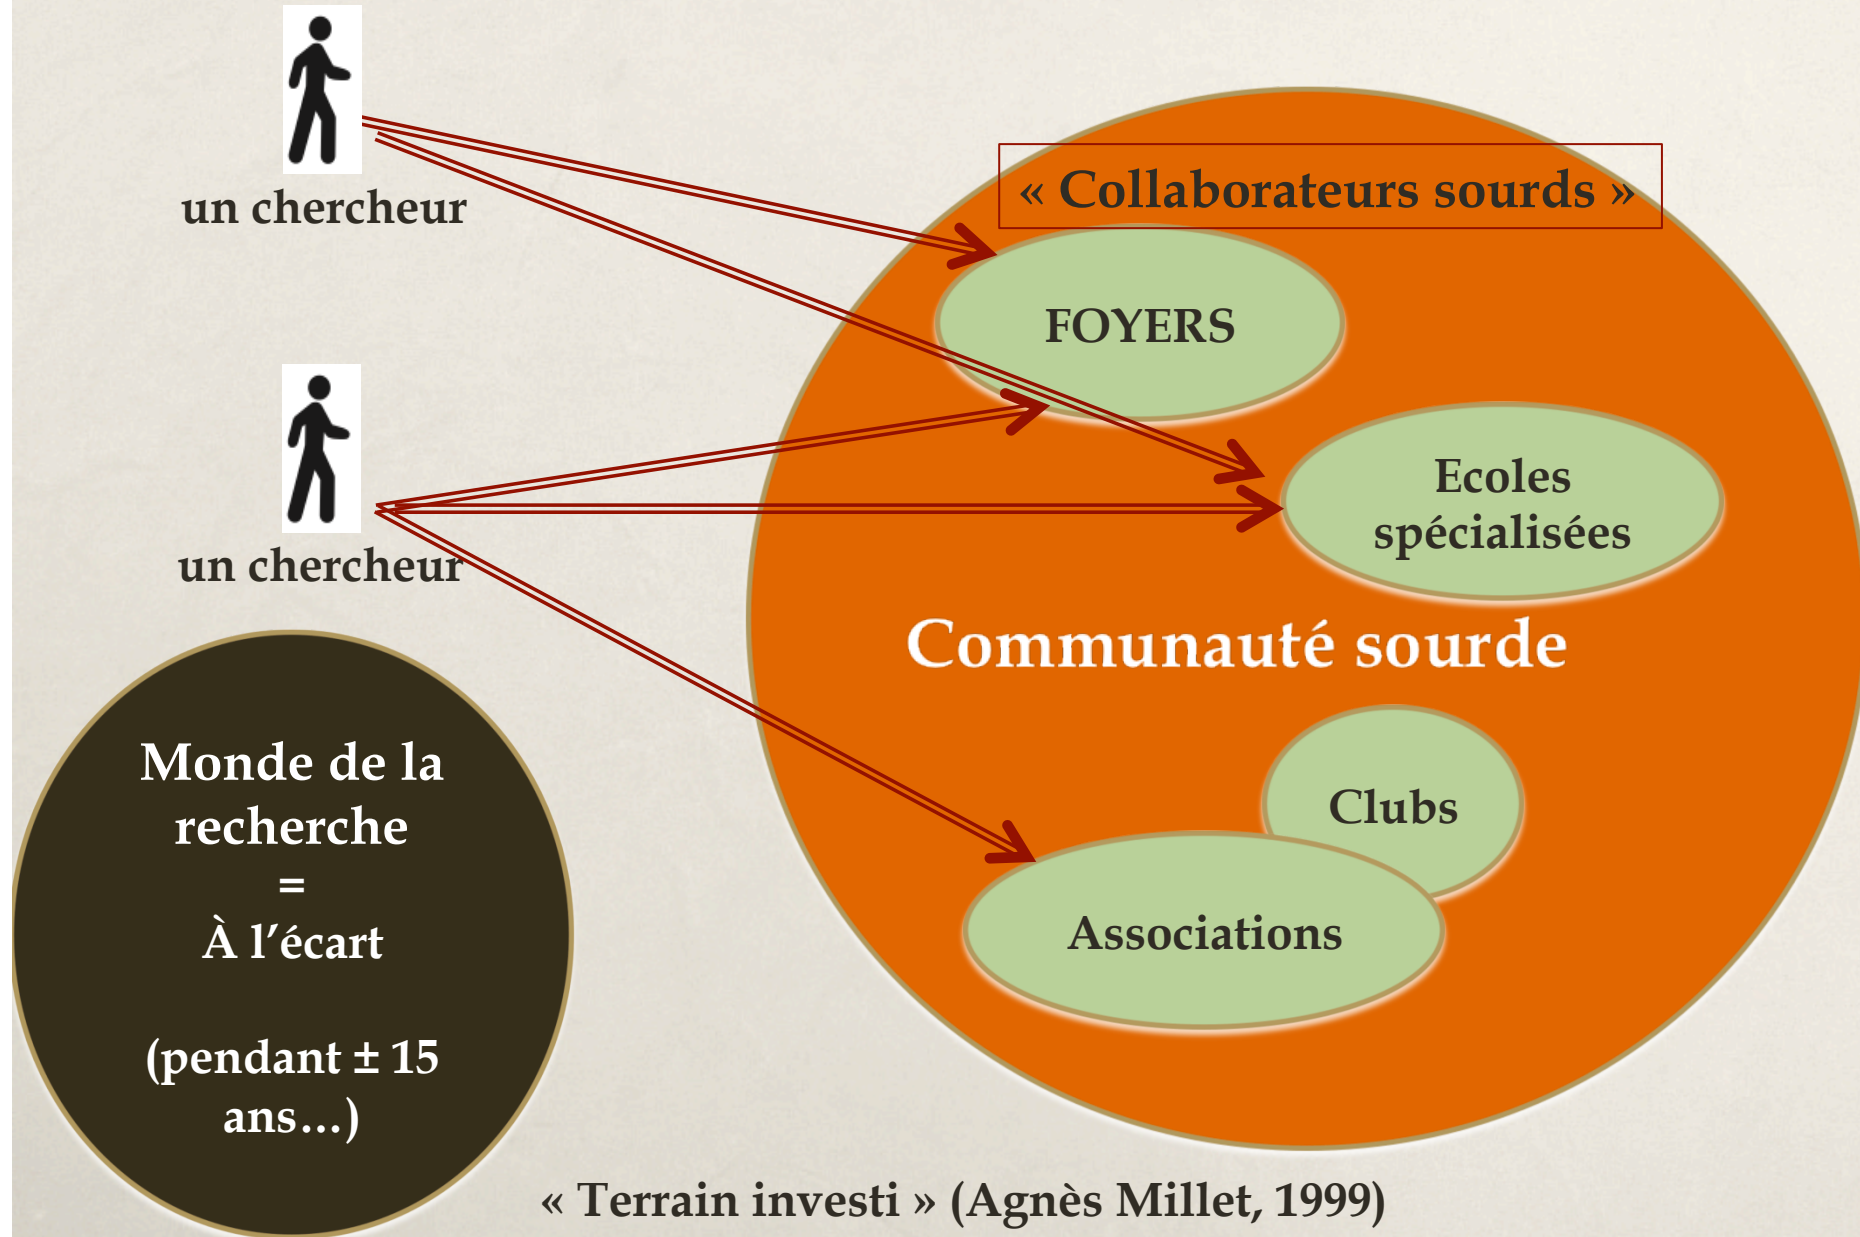 un chercheur
« Collaborateurs sourds »
FOYERS
un chercheur
Ecoles
spécialisées
Communauté sourde
Clubs
Associations
Monde de la
recherche
=
À l’écart
(pendant ± 15
ans…)
« Terrain investi » (Agnès Millet, 1999)